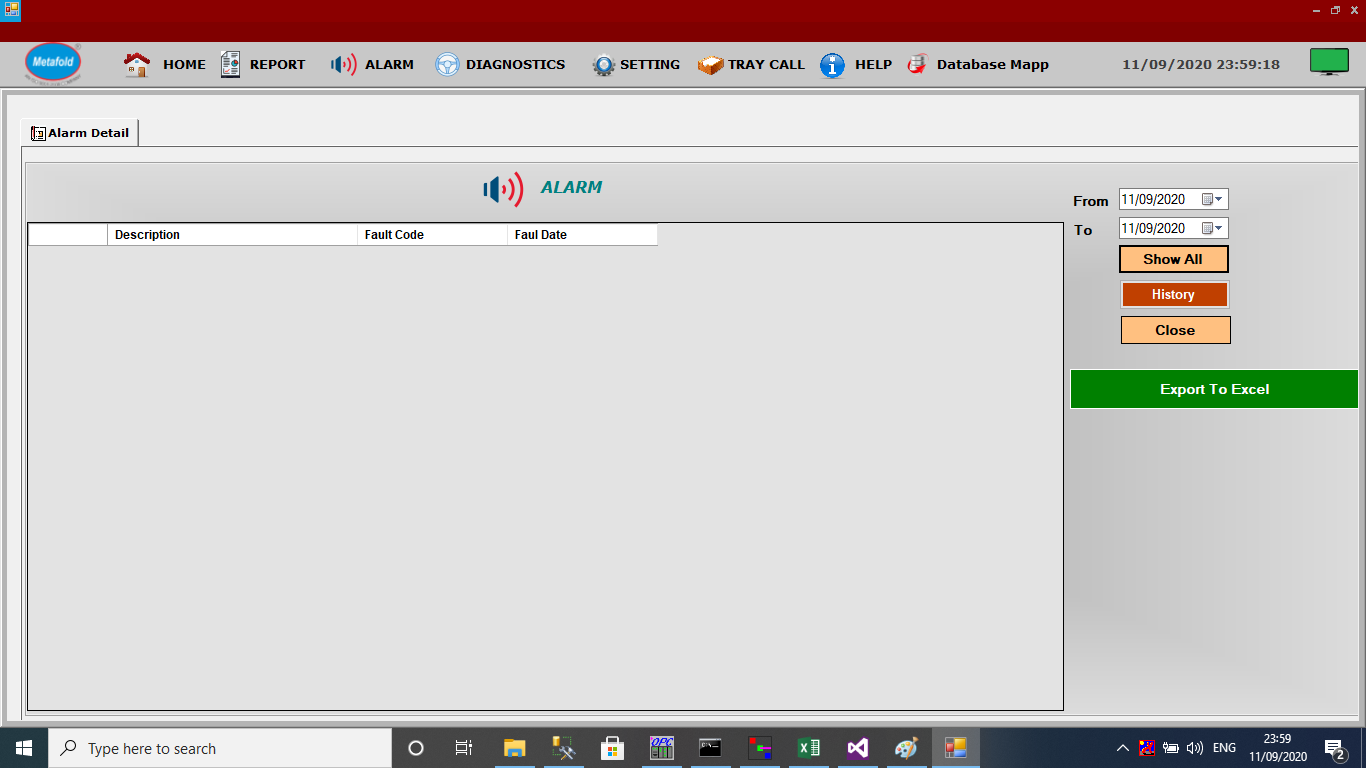 Metafold
HOME REPORT ALARM DIAGNOSTICS SETTING TRAY CALL HELP Database Mapp 11/09/2020 23:59:18
Alarm Detail
ALARM
From 11/09/2020
To 11/09/2020
Show All
History
Close
Export To Excel
Description Fault Code Faul Date
Type here to search
OPC
ENG
23:59
11/09/2020
2